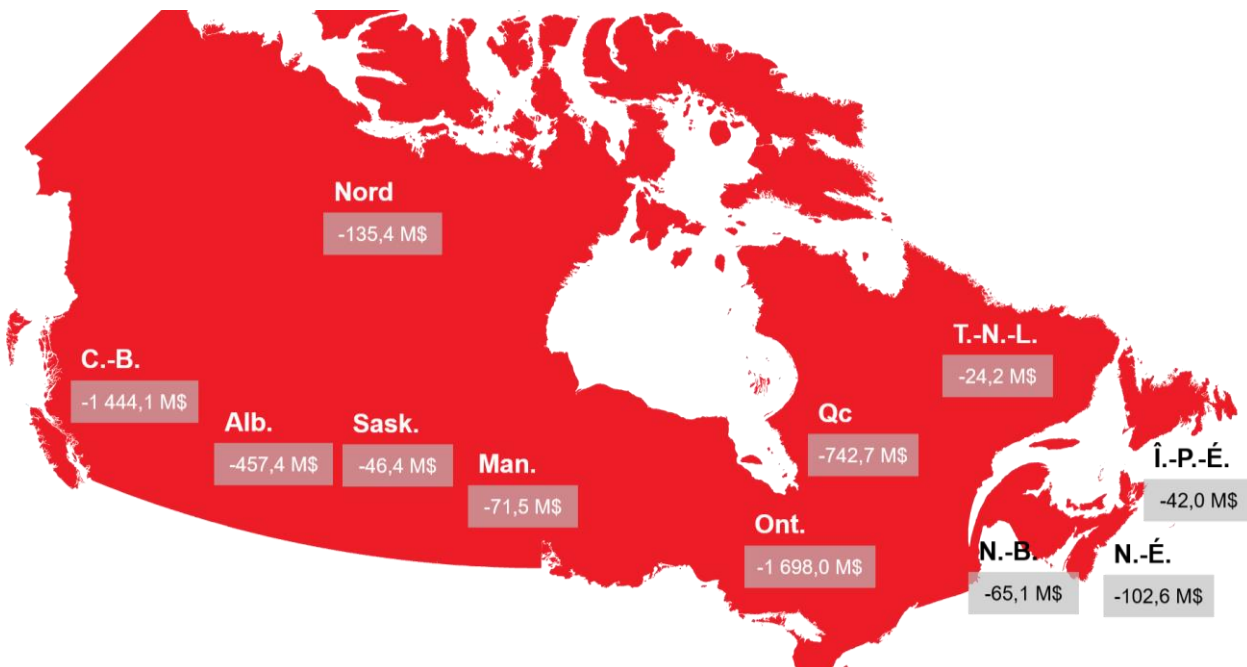 Nord
-135,4 M$
T.-N.-L.
-24,2 M$
C.-B.
-1 444,1 M$
Alb.
-457,4 M$
Sask.
-46,4 M$
Man.
-71,5 M$
Qc
-742,7 M$
Î.-P.-É.
-42,0 M$
Ont.
-1 698,0 M$
N.-B.
-65,1 M$
N.-É.
-102,6 M$